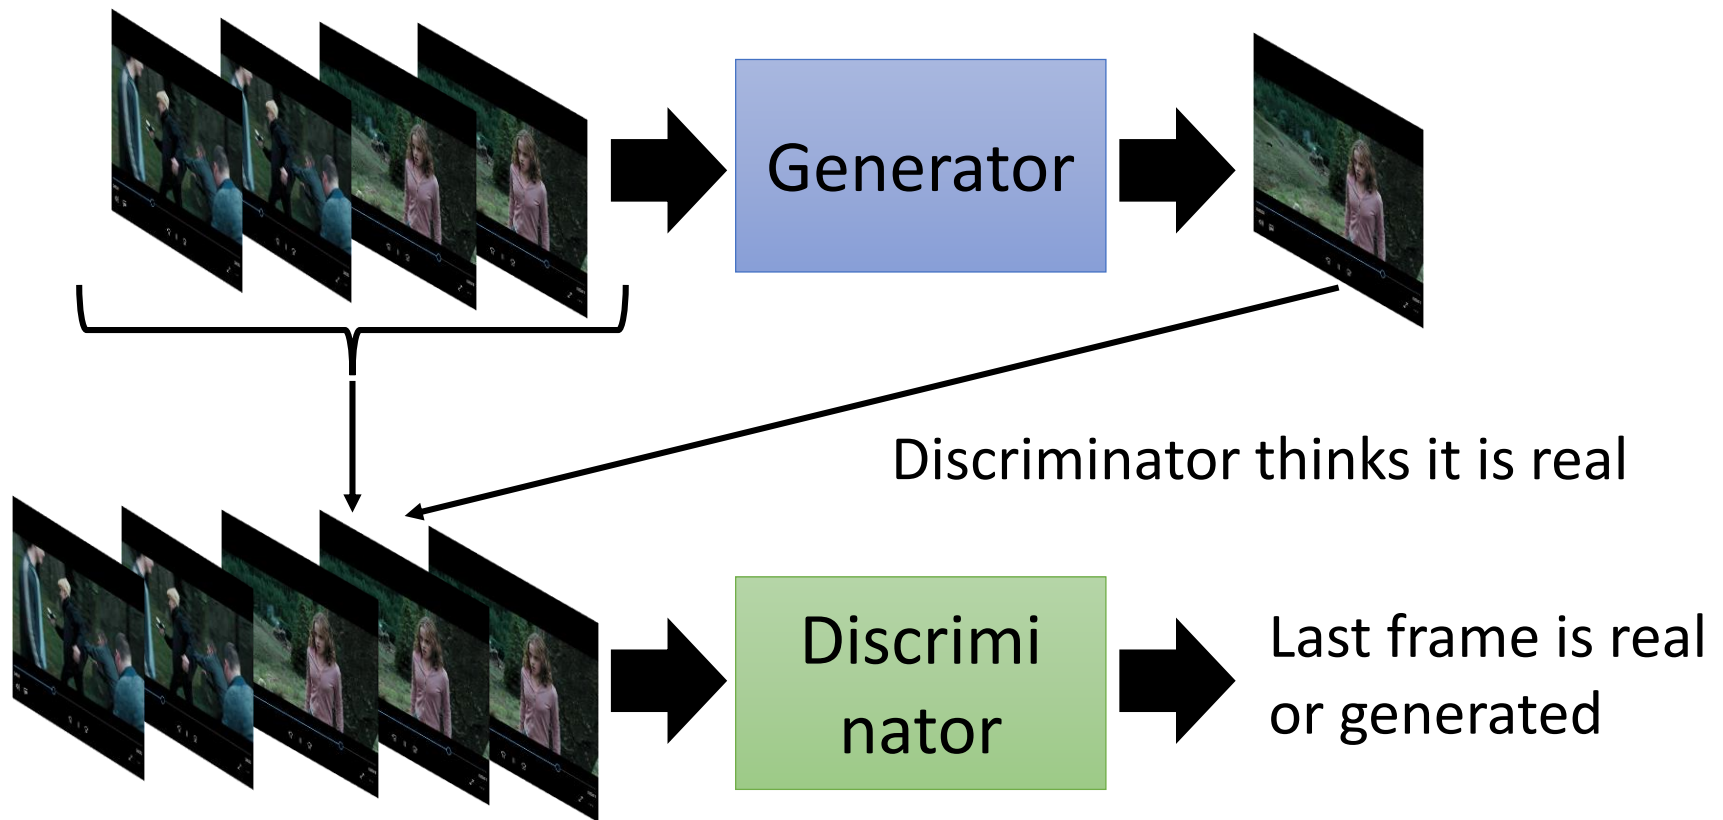 Generator
Discriminator thinks it is real
Discrimi
nator
Last frame is real
or generated